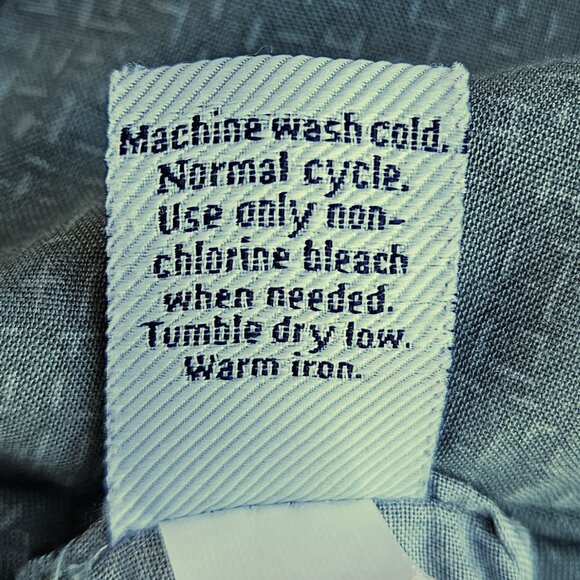 Machine wash cold.
Normal cycle.
Use only non-
chlorine bleach
when needed.
Tumble dry low.
Warm iron.